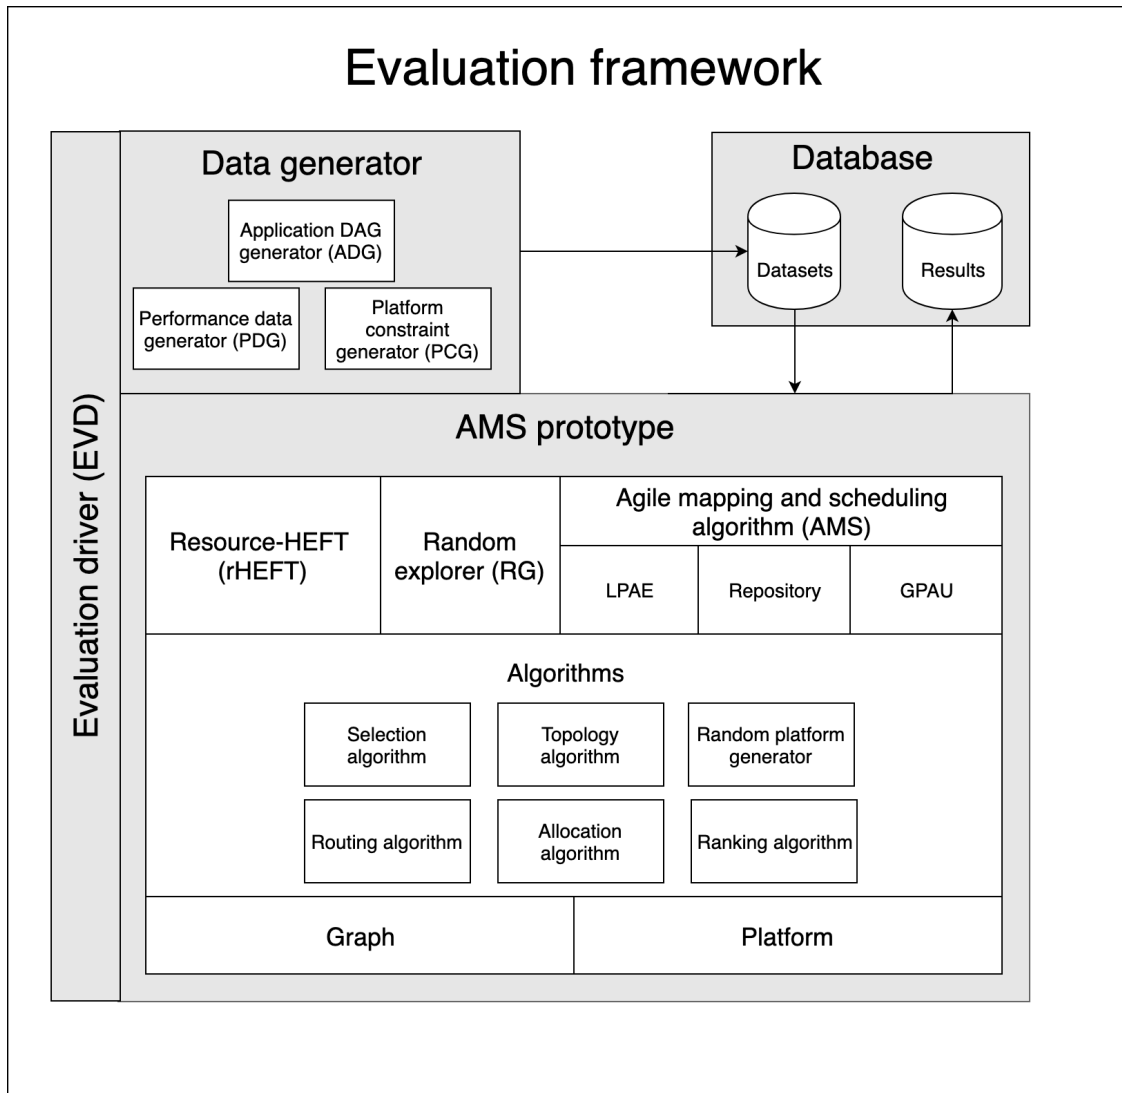 Evaluation framework
Evaluation driver (EVD)
Data generator
Application DAG
generator (ADG)
Performance data
generator (PDG)
Platform
constraint
generator (PCG)
Database
Datasets
Results
AMS prototype
Resource-HEFT
(rHEFT)
Random
explorer (RG)
Agile mapping and scheduling
algorithm (AMS)
LPAE
Repository
GPAU
Algorithms
Selection
algorithm
Topology
algorithm
Random platform
generator
Routing algorithm
Allocation
algorithm
Ranking algorithm
Graph
Platform